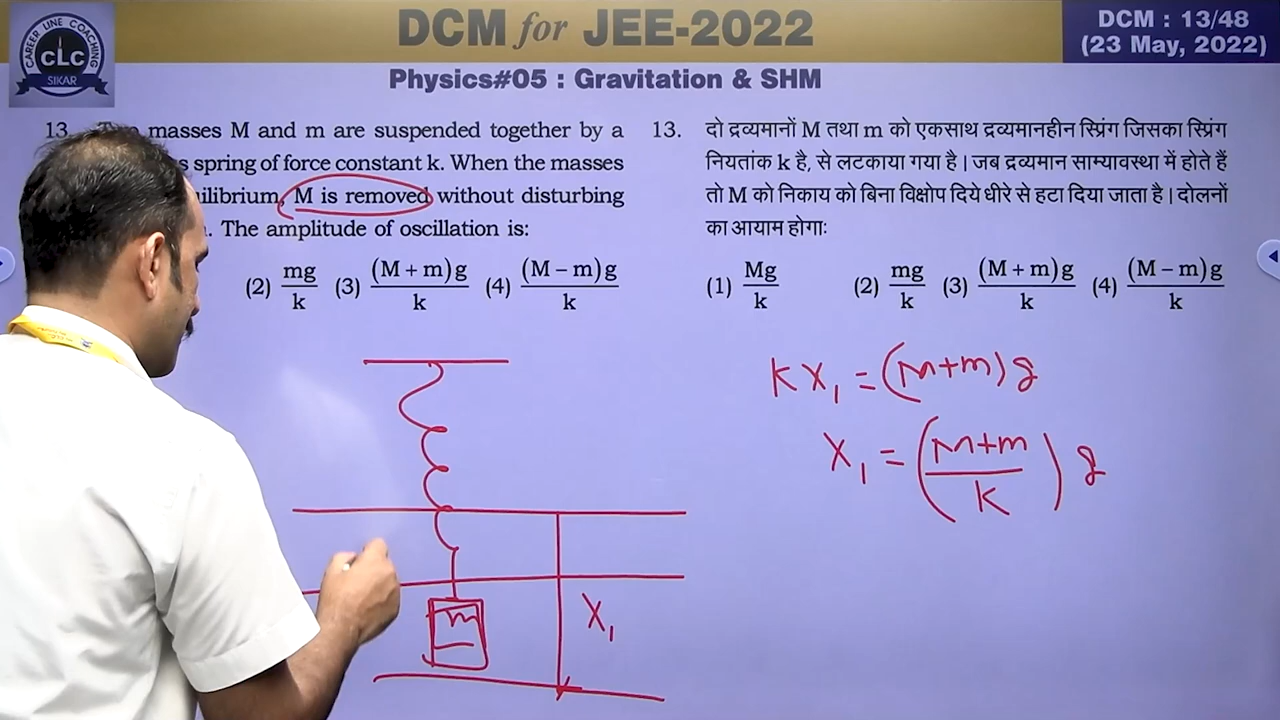 CAREER LINE COACHING
CLC
SIKAR
DCM for JEE-2022
DCM : 13/48
(23 May, 2022)
Physics#05 : Gravitation & SHM
13. masses M and m are suspended together by a
spring of force constant k. When the masses
M is removed without disturbing
The amplitude of oscillation is:
(2) mg/k (3) (M + m)g/k (4) (M – m)g/k
13. दो द्रव्यमानों M तथा m को एकसाथ द्रव्यमानहीन स्प्रिंग जिसका स्प्रिंग
नियतांक k है, से लटकाया गया है। जब द्रव्यमान साम्यावस्था में होते हैं
तो M को निकाय को बिना विक्षोप दिये धीरे से हटा दिया जाता है। दोलनों
का आयाम होगाः
(1) Mg/k (2) mg/k (3) (M + m)g/k (4) (M – m)g/k
kx₁ = (M+m)g
x₁ = (M+m/k)g
m
x₁